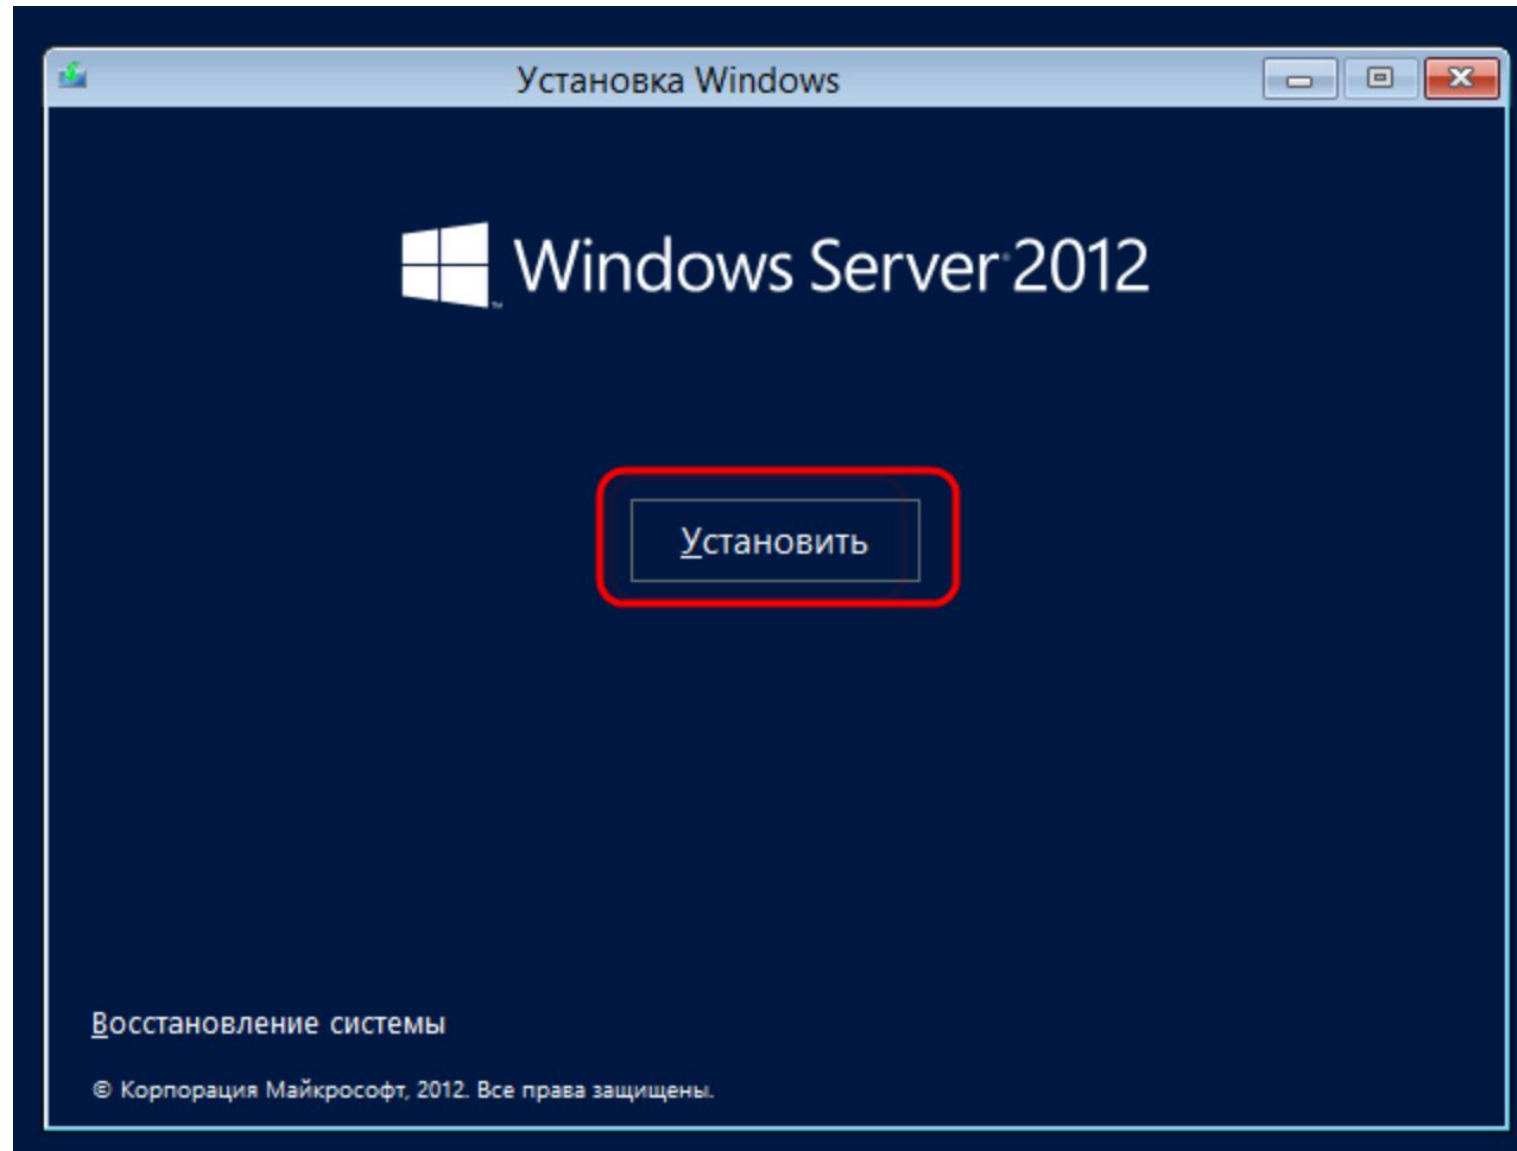 Установка Windows
Windows Server 2012
Установить
Восстановление системы
© Корпорация Майкрософт, 2012. Все права защищены.